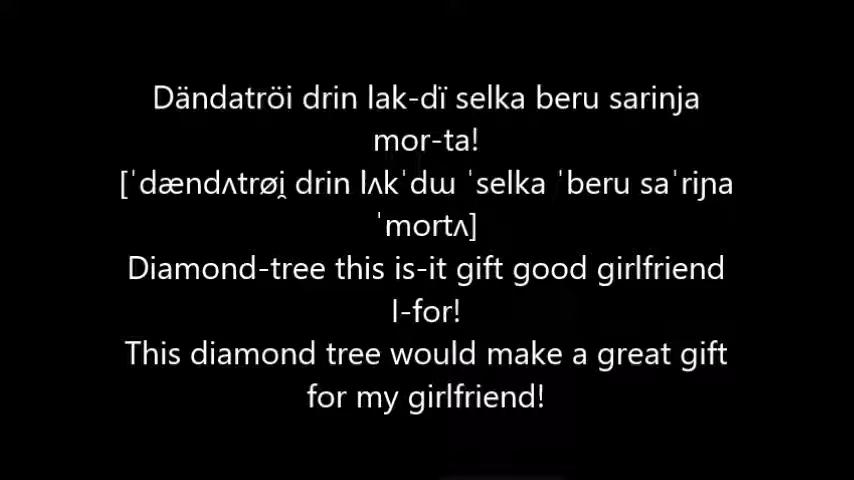 Dändatröi drin lak-dï selka beru sarinja
mor-ta!
[ˈdændʌtrøi̯ drin lʌkˈdɯ ˈselka ˈberu saˈriɲa
ˈmortʌ]
Diamond-tree this is-it gift good girlfriend
I-for!
This diamond tree would make a great gift
for my girlfriend!